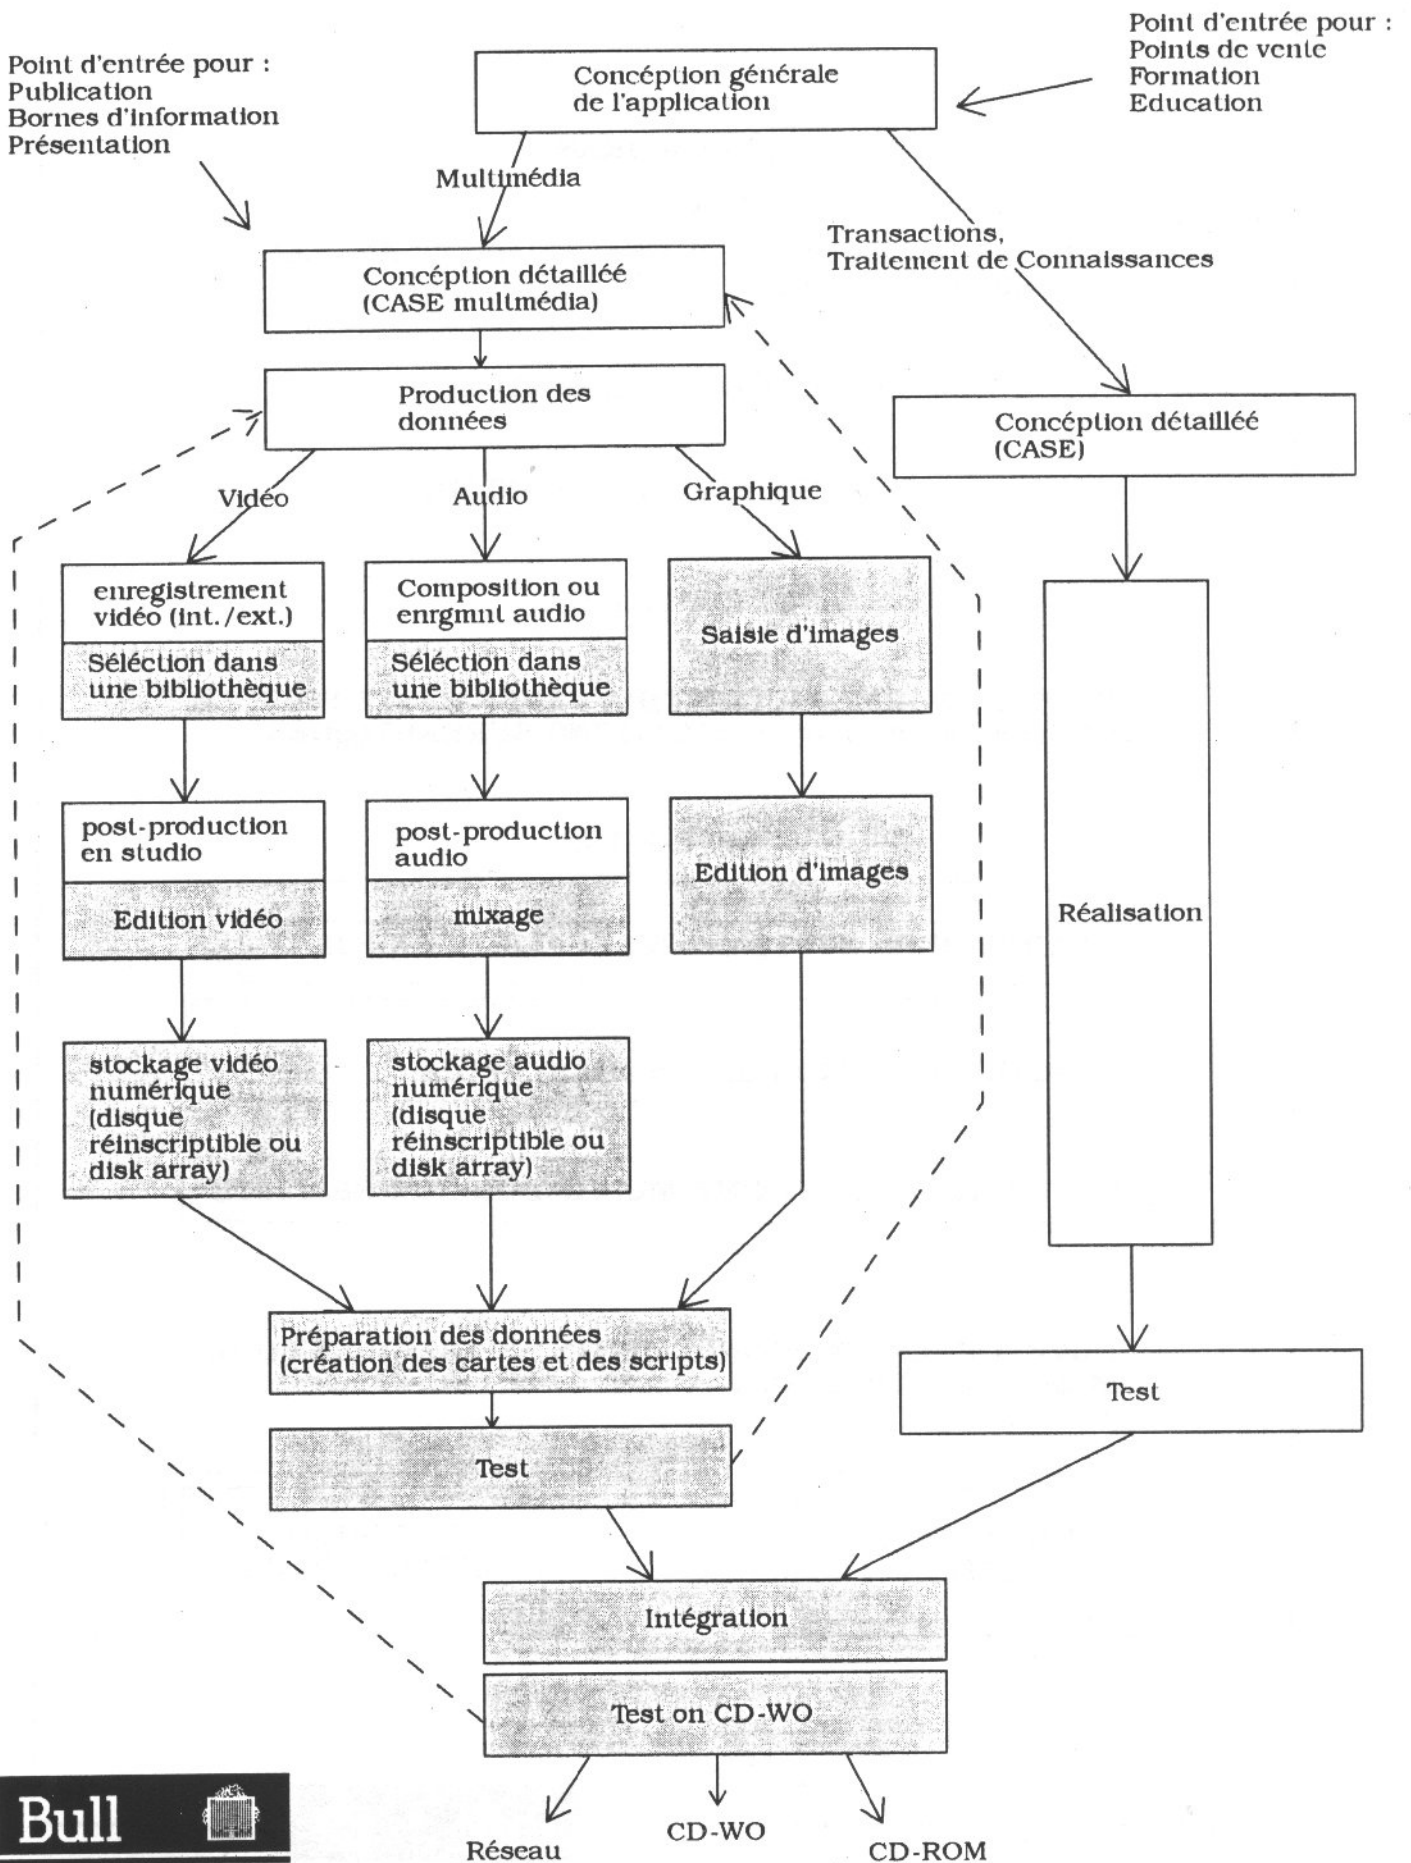 Point d'entrée pour :
Publication
Bornes d'information
Présentation
Concéption générale
de l'application
Point d'entrée pour :
Points de vente
Formation
Education
Multimédia
Transactions,
Traitement de Connaissances
Concéption détailléé
(CASE multmédia)
Production des
données
Concéption détailléé
(CASE)
Vidéo
Audio
Graphique
enregistrement
vidéo (int./ext.)
Séléction dans
une bibliothèque
Composition ou
enrgmnt audio
Séléction dans
une bibliothèque
Saisie d'images
post-production
en studio
Edition vidéo
post-production
audio
mixage
Edition d'images
Réalisation
stockage vidéo
numérique
(disque
réinscriptible ou
disk array)
stockage audio
numérique
(disque
réinscriptible ou
disk array)
Préparation des données
(création des cartes et des scripts)
Test
Test
Intégration
Test on CD-WO
Réseau
CD-WO
CD-ROM
Bull